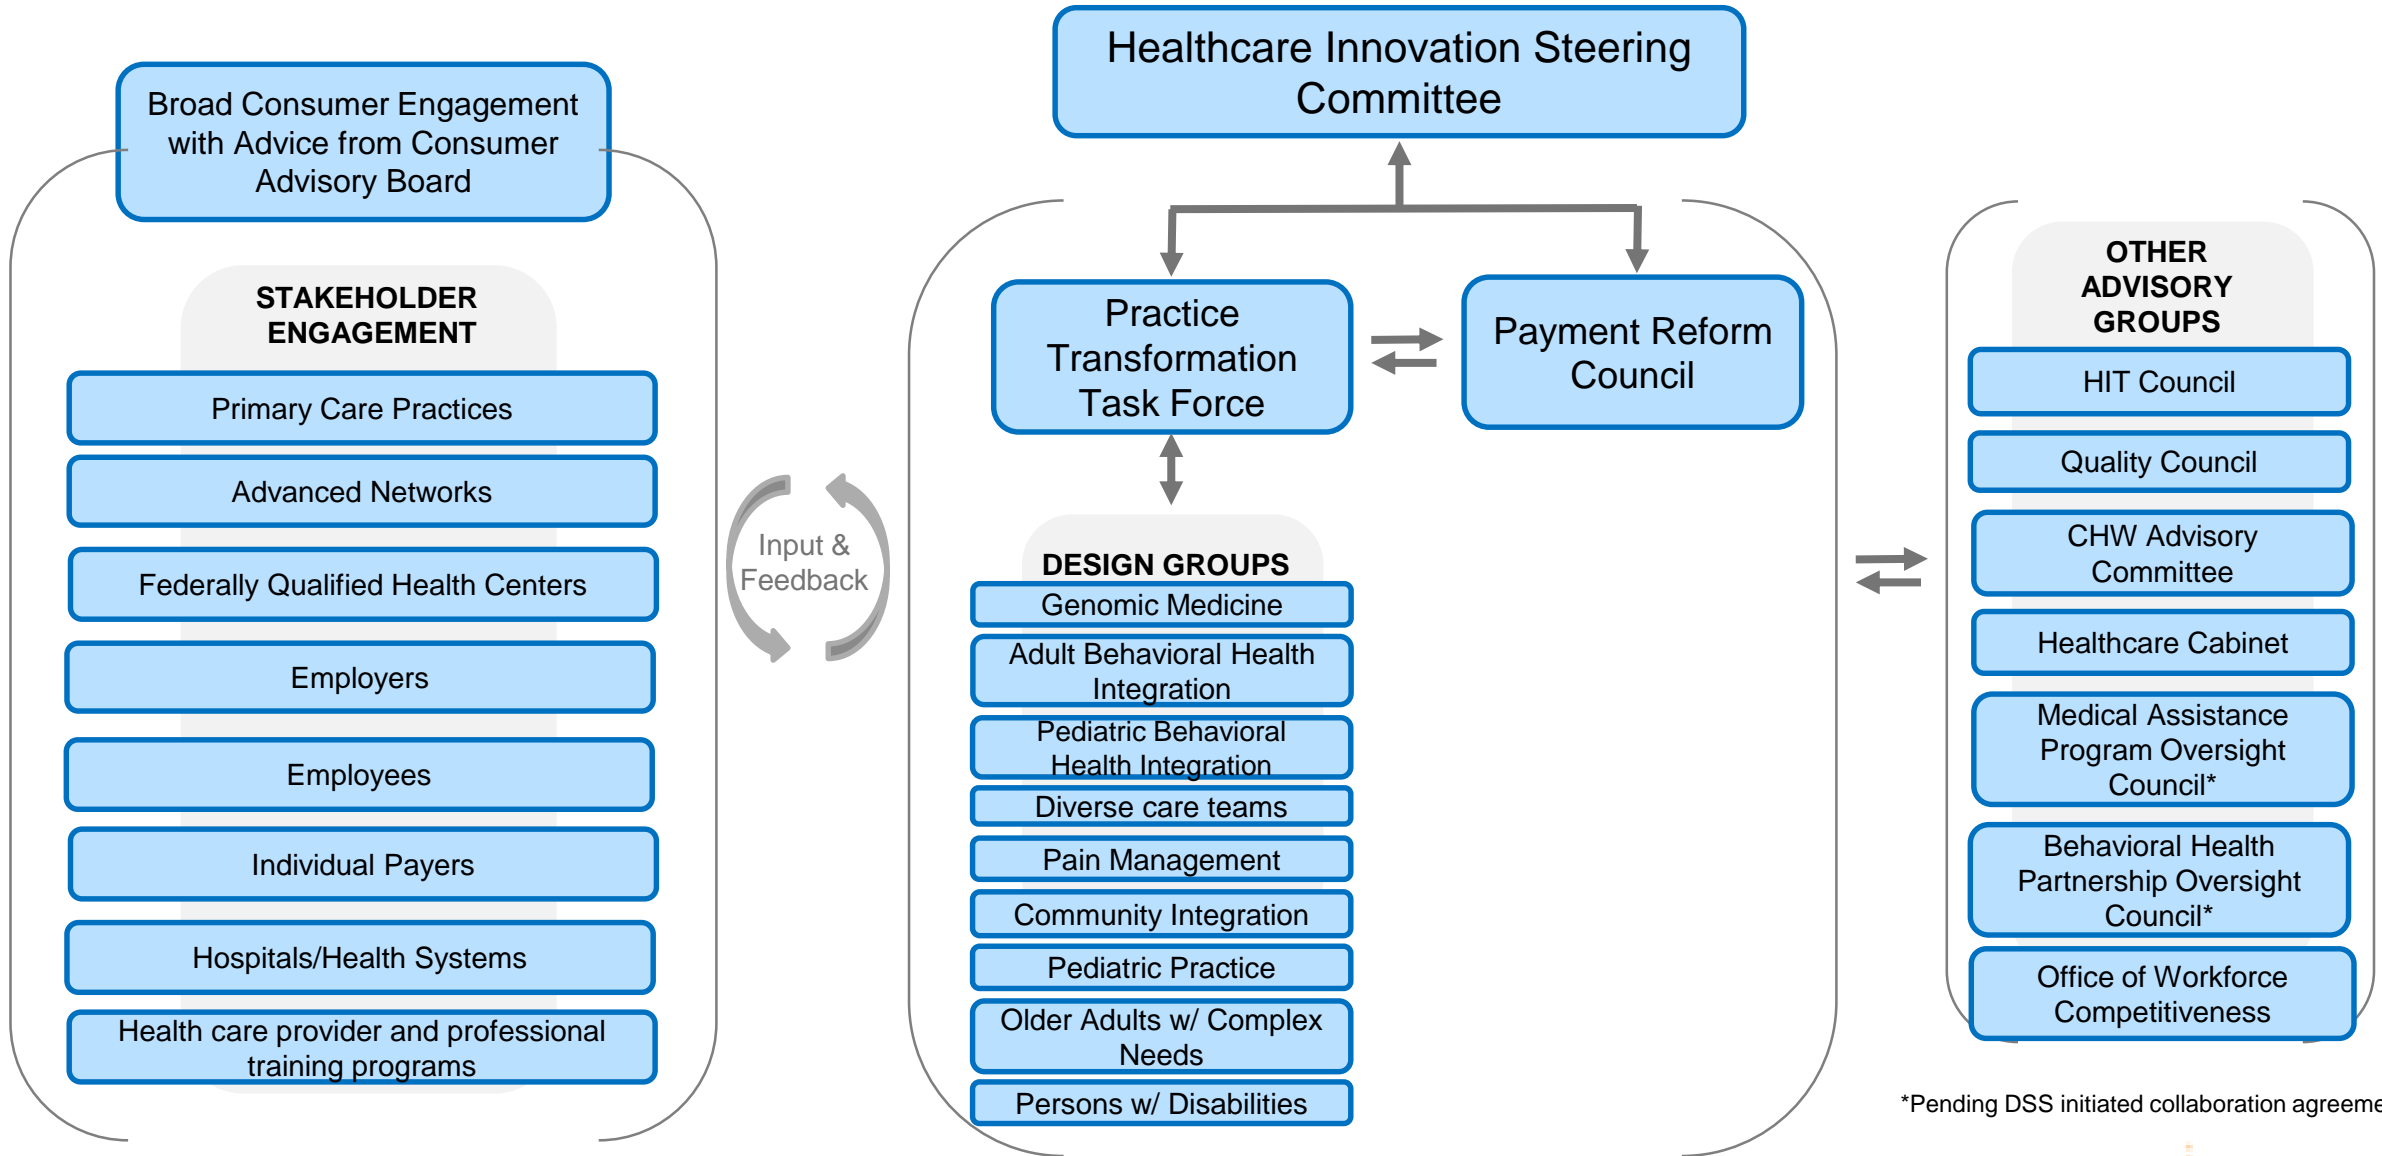 Healthcare Innovation Steering
Committee
Broad Consumer Engagement
with Advice from Consumer
Advisory Board
STAKEHOLDER
ENGAGEMENT
Primary Care Practices
Advanced Networks
Federally Qualified Health Centers
Employers
Employees
Individual Payers
Hospitals/Health Systems
Health care provider and professional
training programs
Input &
Feedback
Practice
Transformation
Task Force
Payment Reform
Council
DESIGN GROUPS
Genomic Medicine
Adult Behavioral Health
Integration
Pediatric Behavioral
Health Integration
Diverse care teams
Pain Management
Community Integration
Pediatric Practice
Older Adults w/ Complex
Needs
Persons w/ Disabilities
OTHER
ADVISORY
GROUPS
HIT Council
Quality Council
CHW Advisory
Committee
Healthcare Cabinet
Medical Assistance
Program Oversight
Council*
Behavioral Health
Partnership Oversight
Council*
Office of Workforce
Competitiveness
*Pending DSS initiated collaboration agreeme